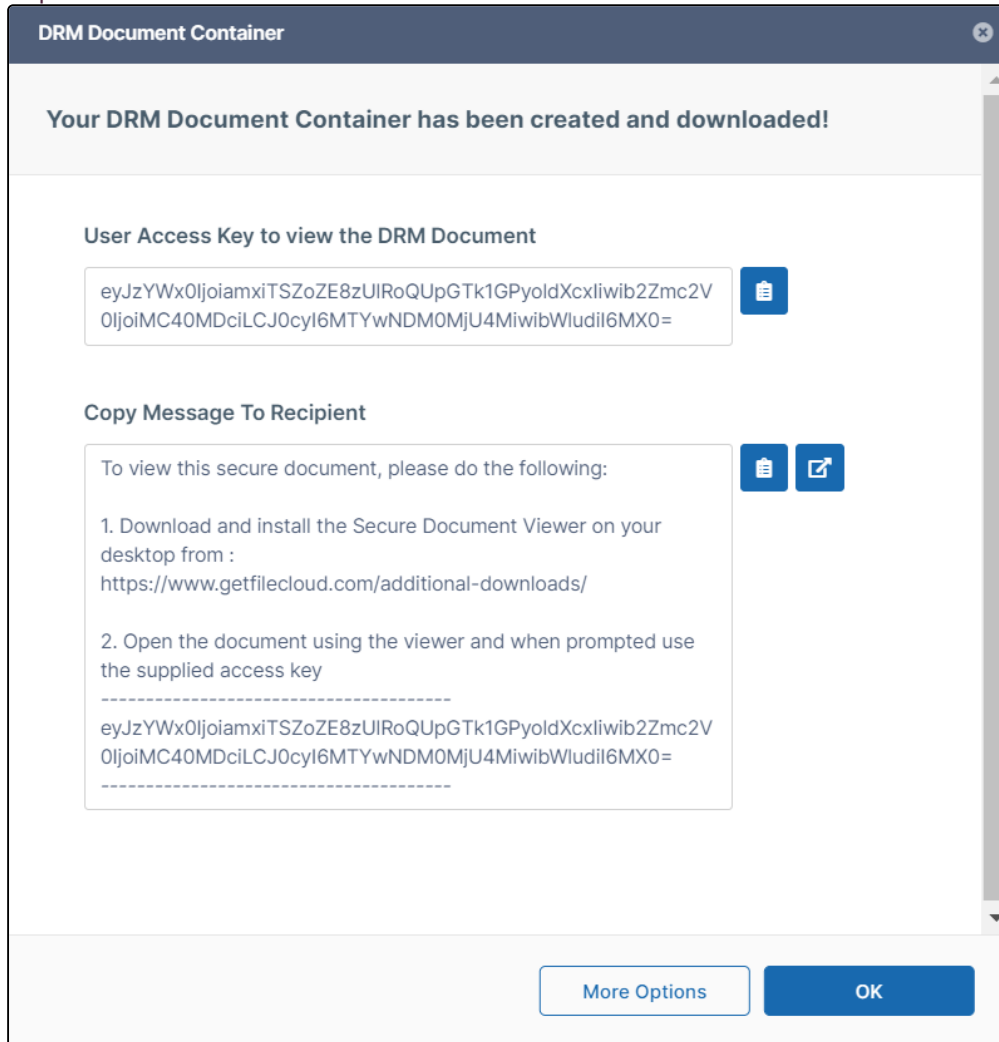 DRM Document Container
Your DRM Document Container has been created and downloaded!
User Access Key to view the DRM Document
eyJzYWx0IjoiamxiTSZoZE8zUlRoQUpGTk1GPyoldXcxIiwib2Zmc2V
0IjoiMC40MDciLCJ0cyI6MTYwNDM0MjU4MiwibWludiI6MX0=
Copy Message To Recipient
To view this secure document, please do the following:
1. Download and install the Secure Document Viewer on your
desktop from :
https://www.getfilecloud.com/additional-downloads/
2. Open the document using the viewer and when prompted use
the supplied access key
---------------------------------------
eyJzYWx0IjoiamxiTSZoZE8zUlRoQUpGTk1GPyoldXcxIiwib2Zmc2V
0IjoiMC40MDciLCJ0cyI6MTYwNDM0MjU4MiwibWludiI6MX0=
---------------------------------------
More Options
OK